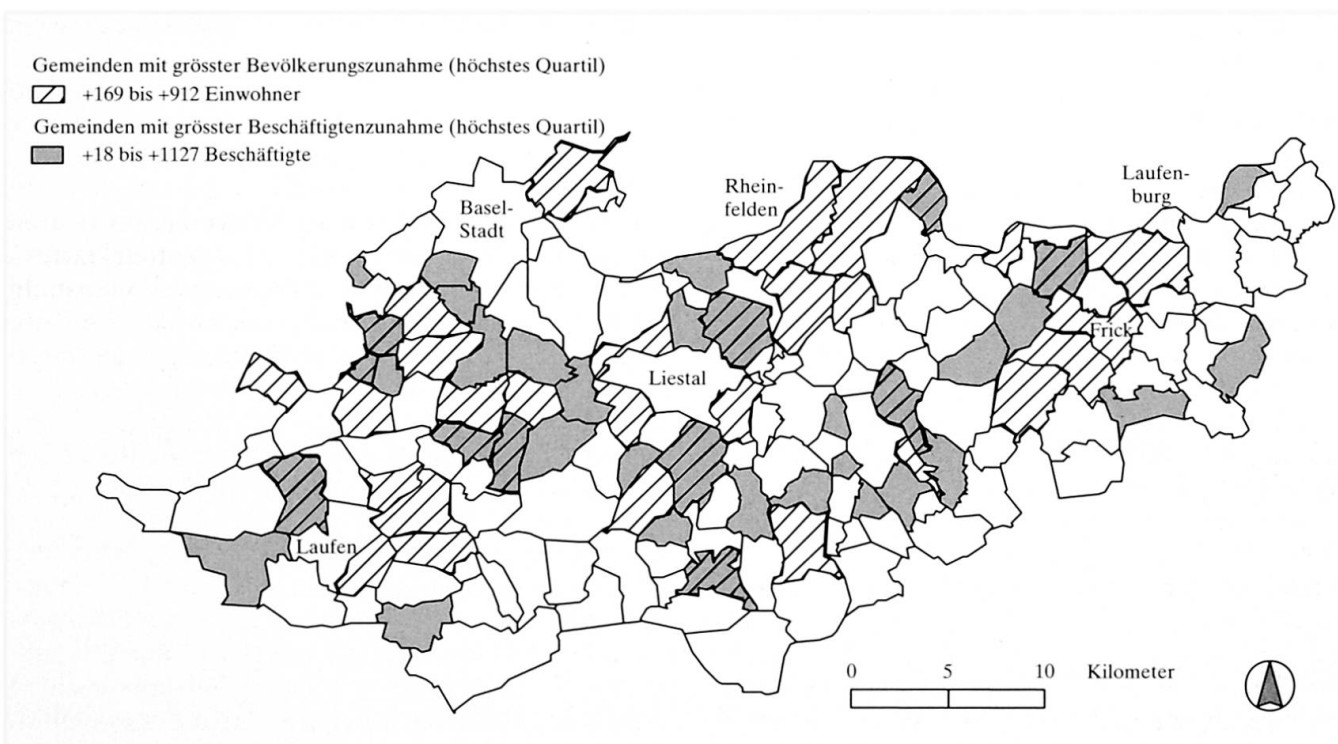 Gemeinden mit grösster Bevölkerungszunahme (höchstes Quartil)
+169 bis +912 Einwohner
Gemeinden mit grösster Beschäftigtenzunahme (höchstes Quartil)
+18 bis +1127 Beschäftigte
Laufen-
burg
Rhein-
felden
Basel-
Stadt
Frick
Liestal
Laufen
0 5 10 Kilometer